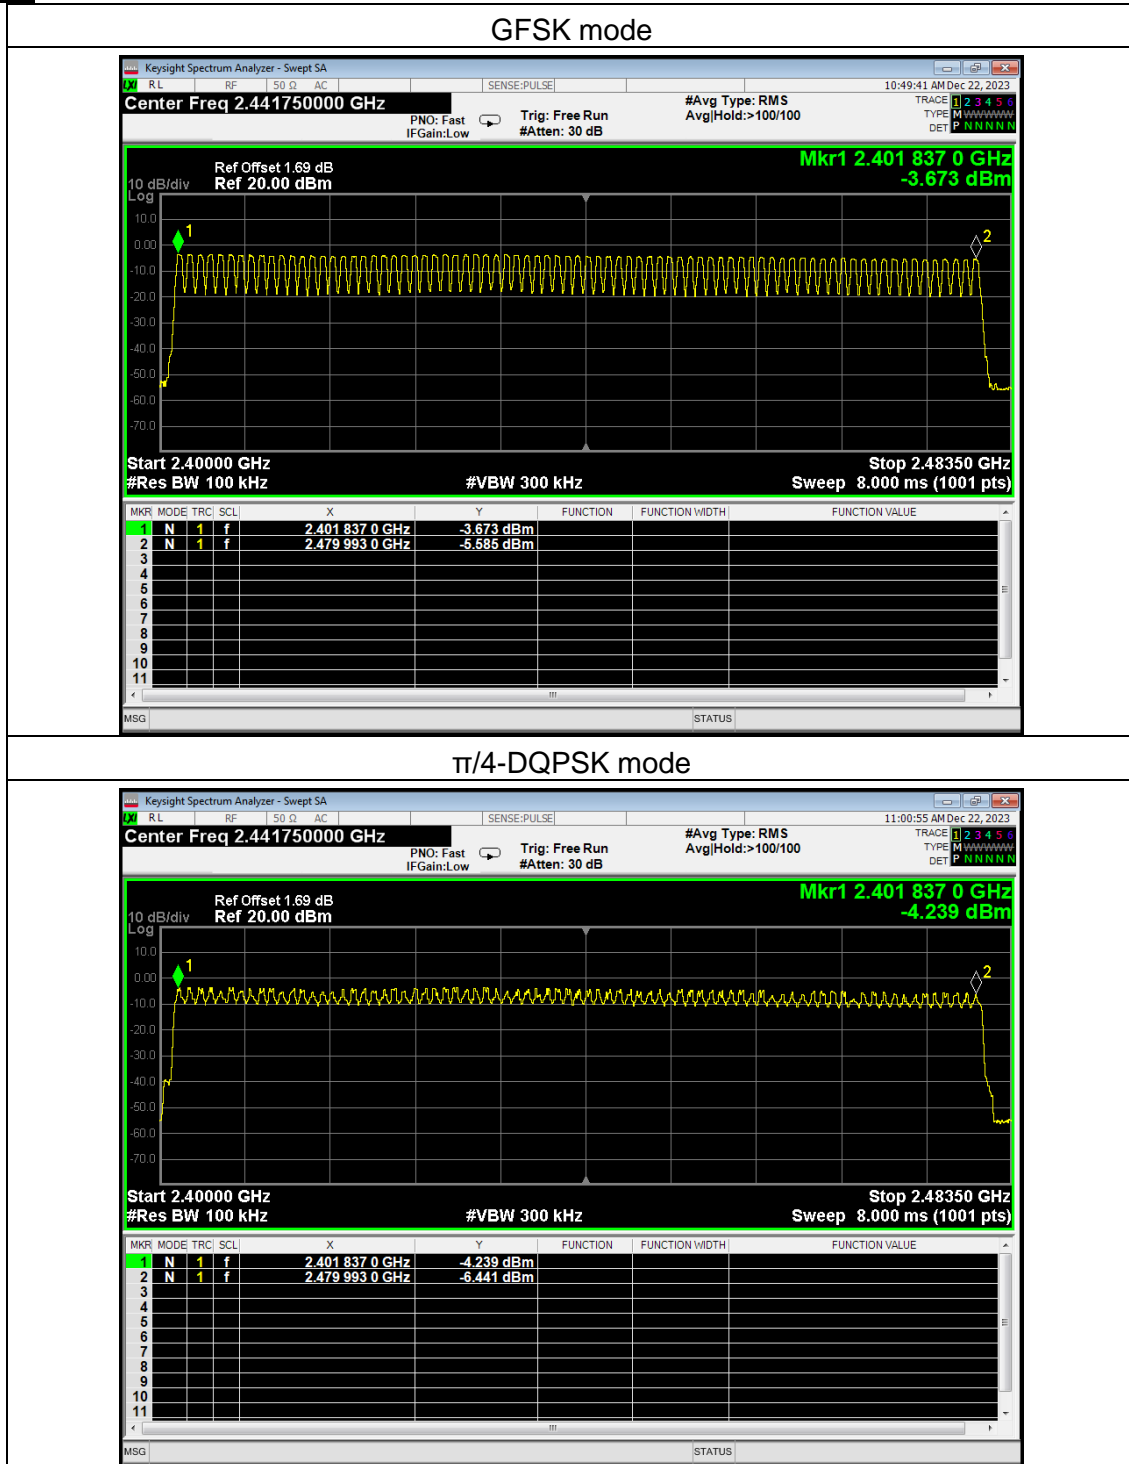 GFSK mode
Keysight Spectrum Analyzer - Swept SA
LXI RL RF 50 Ω AC SENSE:PULSE 10:49:41 AM Dec 22, 2023
Center Freq 2.441750000 GHz #Avg Type: RMS TRACE 1 2 3 4 5 6
PNO: Fast Trig: Free Run Avg|Hold:>100/100 TYPE M WWWWW
IFGain:Low #Atten: 30 dB DET P N N N N N
Mkr1 2.401 837 0 GHz
Ref Offset 1.69 dB
10 dB/div Ref 20.00 dBm -3.673 dBm
Log
10.0
1
2
0.00
-10.0
-20.0
-30.0
-40.0
-50.0
-60.0
-70.0
Start 2.40000 GHz Stop 2.48350 GHz
#Res BW 100 kHz #VBW 300 kHz Sweep 8.000 ms (1001 pts)
MKR MODE TRC SCL X Y FUNCTION FUNCTION WIDTH FUNCTION VALUE
1 N 1 f 2.401 837 0 GHz -3.673 dBm
2 N 1 f 2.479 993 0 GHz -5.585 dBm
3
4
5
6
7
8
9
10
11
MSG STATUS
π/4-DQPSK mode
Keysight Spectrum Analyzer - Swept SA
LXI RL RF 50 Ω AC SENSE:PULSE 11:00:55 AM Dec 22, 2023
Center Freq 2.441750000 GHz #Avg Type: RMS TRACE 1 2 3 4 5 6
PNO: Fast Trig: Free Run Avg|Hold:>100/100 TYPE M WWWWW
IFGain:Low #Atten: 30 dB DET P N N N N N
Mkr1 2.401 837 0 GHz
Ref Offset 1.69 dB
10 dB/div Ref 20.00 dBm -4.239 dBm
Log
10.0
1
2
0.00
-10.0
-20.0
-30.0
-40.0
-50.0
-60.0
-70.0
Start 2.40000 GHz Stop 2.48350 GHz
#Res BW 100 kHz #VBW 300 kHz Sweep 8.000 ms (1001 pts)
MKR MODE TRC SCL X Y FUNCTION FUNCTION WIDTH FUNCTION VALUE
1 N 1 f 2.401 837 0 GHz -4.239 dBm
2 N 1 f 2.479 993 0 GHz -6.441 dBm
3
4
5
6
7
8
9
10
11
MSG STATUS